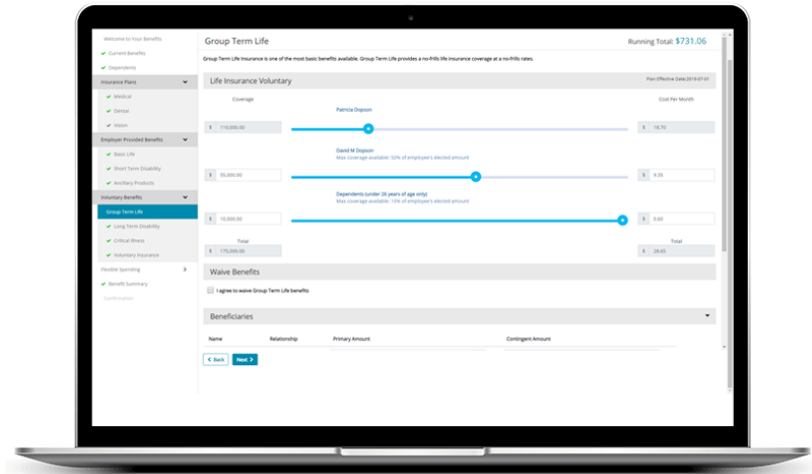 Welcome to Your Benefits
Current Benefits
Dependents
Insurance Plans
Medical
Dental
Vision
Employer Provided Benefits
Basic Life
Short Term Disability
Ancillary Products
Voluntary Benefits
Group Term Life
Long Term Disability
Critical Illness
Voluntary Insurance
Flexible Spending
Benefit Summary
Confirmation
Group Term Life
Running Total: $731.06
Group Term Life Insurance is one of the most basic benefits available. Group Term Life provides a no-frills life insurance coverage at a no-frills rates.
Life Insurance Voluntary
Plan Effective Date:2019-07-01
Coverage
Cost Per Month
Patricia Dopson
$ 110,000.00
$ 18.70
David M Dopson
Max coverage available: 50% of employee's elected amount
$ 55,000.00
$ 9.35
Dependents (under 26 years of age only)
Max coverage available: 10% of employee's elected amount
$ 10,000.00
$ 0.60
Total
Total
$ 175,000.00
$ 28.65
Waive Benefits
I agree to waive Group Term Life benefits
Beneficiaries
Name Relationship Primary Amount Contingent Amount
Back
Next